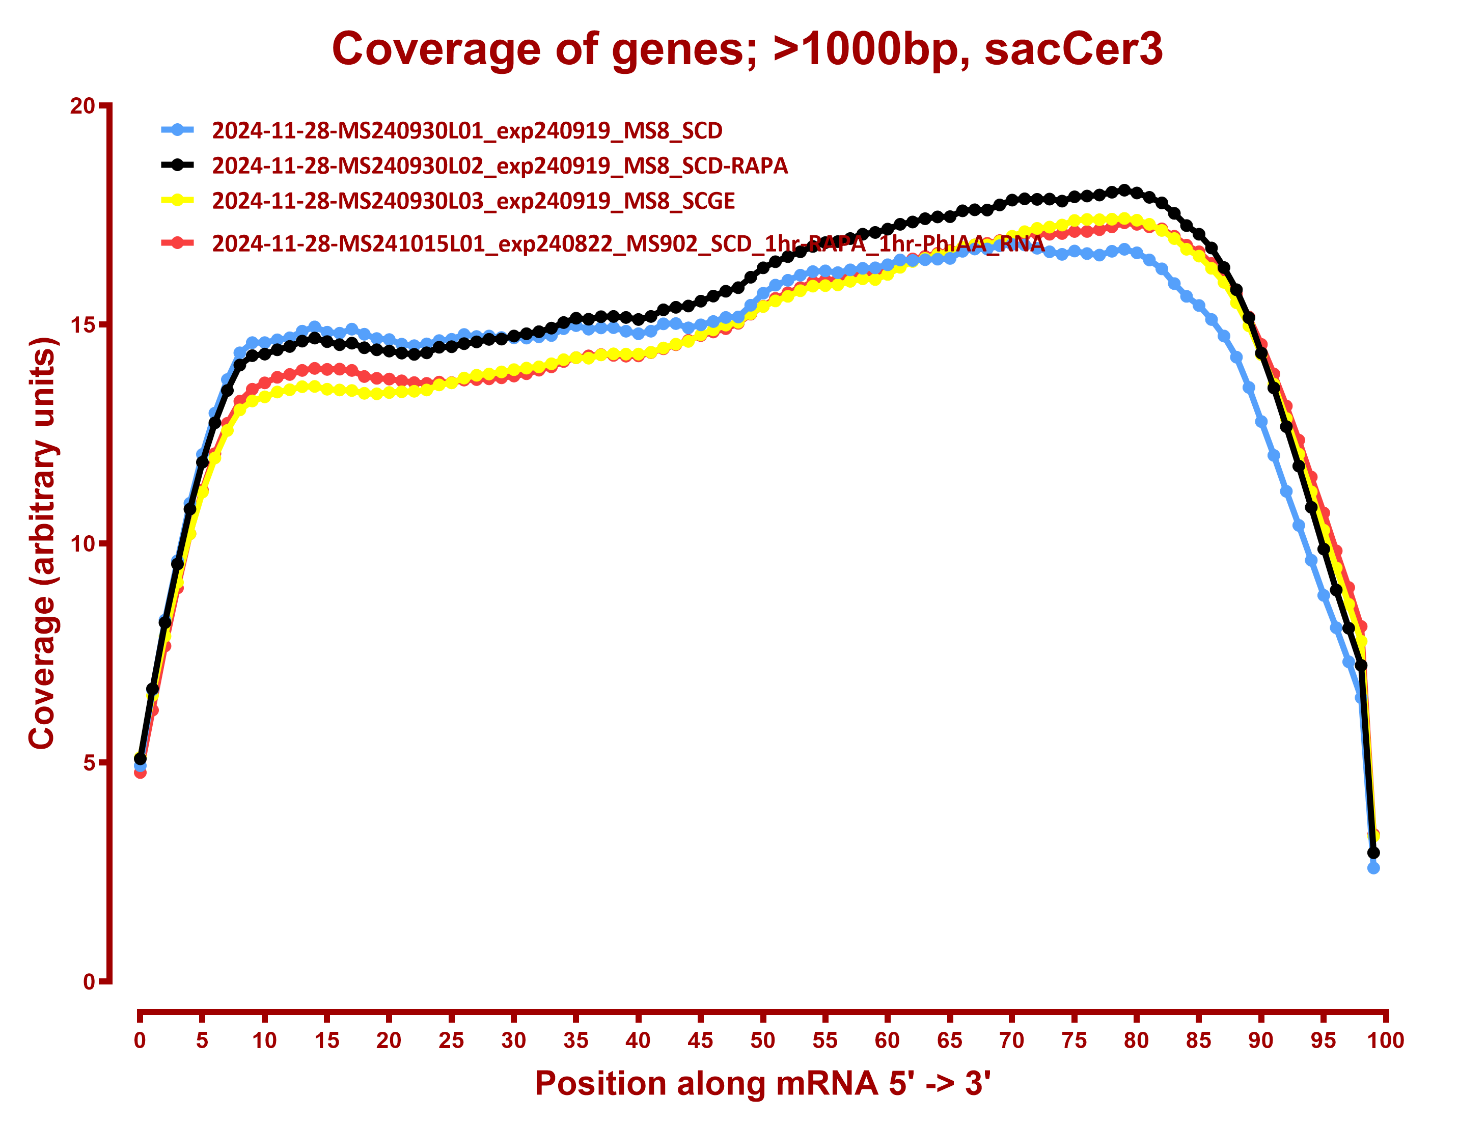 Coverage of genes; >1000bp, sacCer3
20
2024-11-28-MS240930L01_exp240919_MS8_SCD
2024-11-28-MS240930L02_exp240919_MS8_SCD-RAPA
2024-11-28-MS240930L03_exp240919_MS8_SCGE
2024-11-28-MS241015L01_exp240822_MS902_SCD_1hr-RAPA_1hr-PhIAA_RNA
15
10
5
0
Coverage (arbitrary units)
0 5 10 15 20 25 30 35 40 45 50 55 60 65 70 75 80 85 90 95 100
Position along mRNA 5' -> 3'